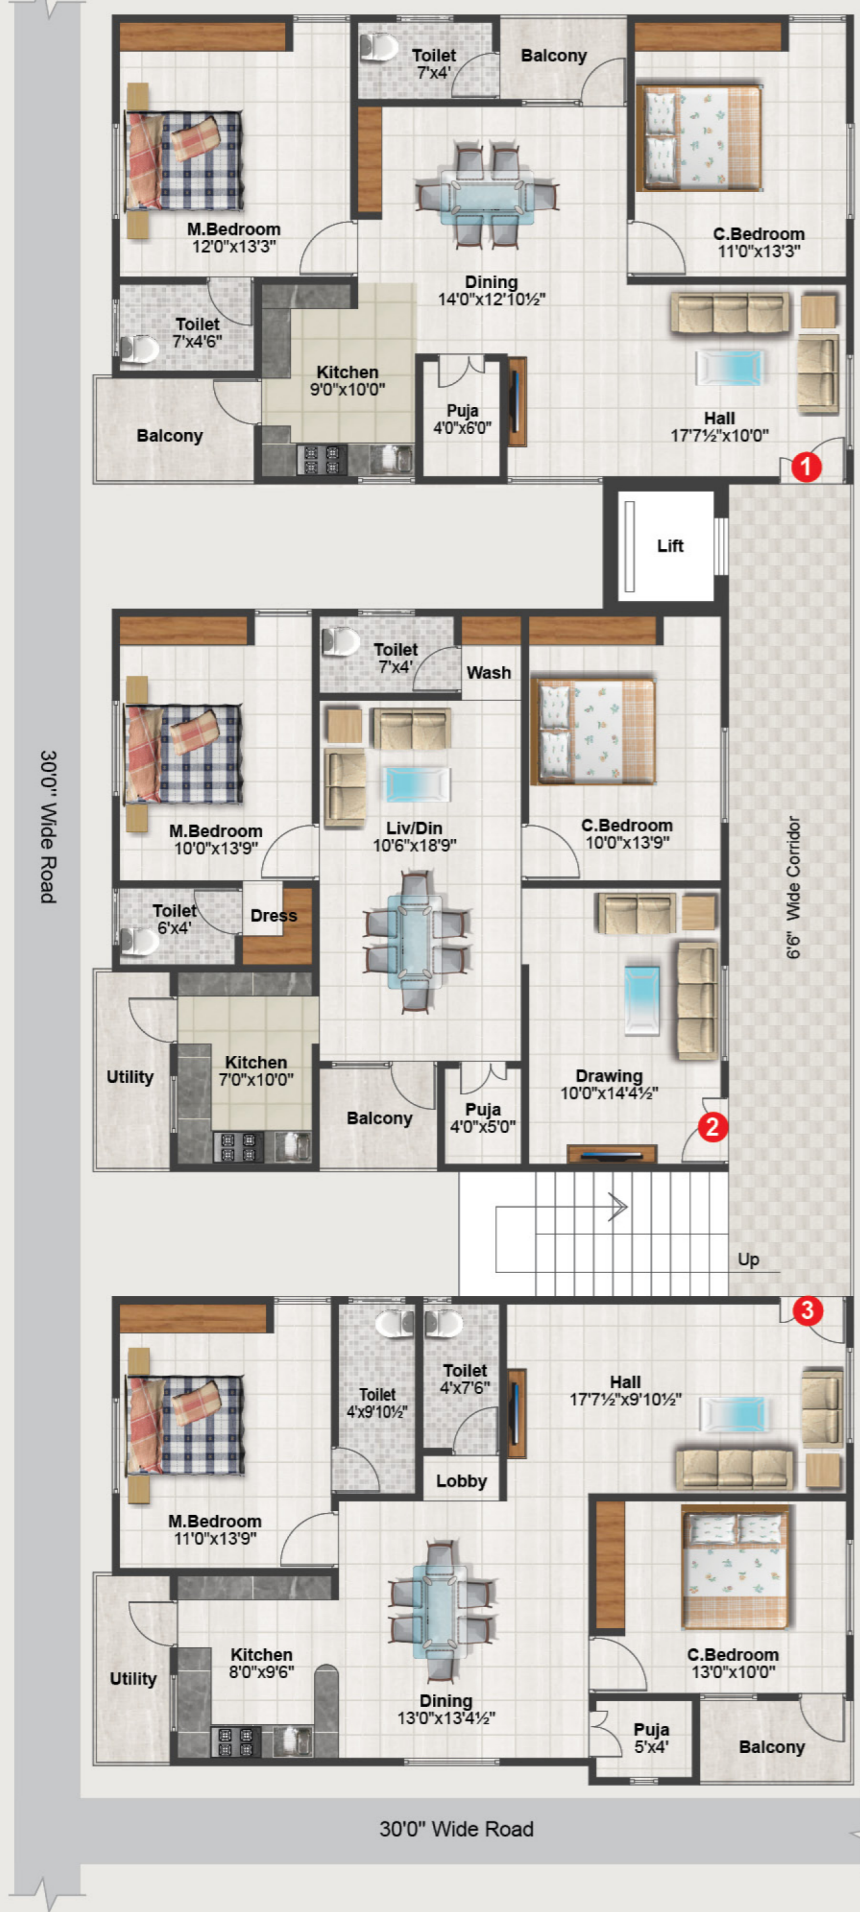 Toilet
7'x4'
Balcony
M.Bedroom
12'0"x13'3"
C.Bedroom
11'0"x13'3"
Dining
14'0"x12'10½"
Toilet
7'x4'6"
Kitchen
9'0"x10'0"
Balcony
Puja
4'0"x6'0"
Hall
17'7½"x10'0"
1
Lift
Toilet
7'x4'
Wash
M.Bedroom
10'0"x13'9"
Liv/Din
10'6"x18'9"
C.Bedroom
10'0"x13'9"
30'0" Wide Road
6'6" Wide Corridor
Toilet
6'x4'
Dress
Utility
Kitchen
7'0"x10'0"
Balcony
Puja
4'0"x5'0"
Drawing
10'0"x14'4½"
2
Up
3
Toilet
4'x9'10½"
Toilet
4'x7'6"
Hall
17'7½"x9'10½"
Lobby
M.Bedroom
11'0"x13'9"
Utility
Kitchen
8'0"x9'6"
Dining
13'0"x13'4½"
C.Bedroom
13'0"x10'0"
Puja
5'x4'
Balcony
30'0" Wide Road